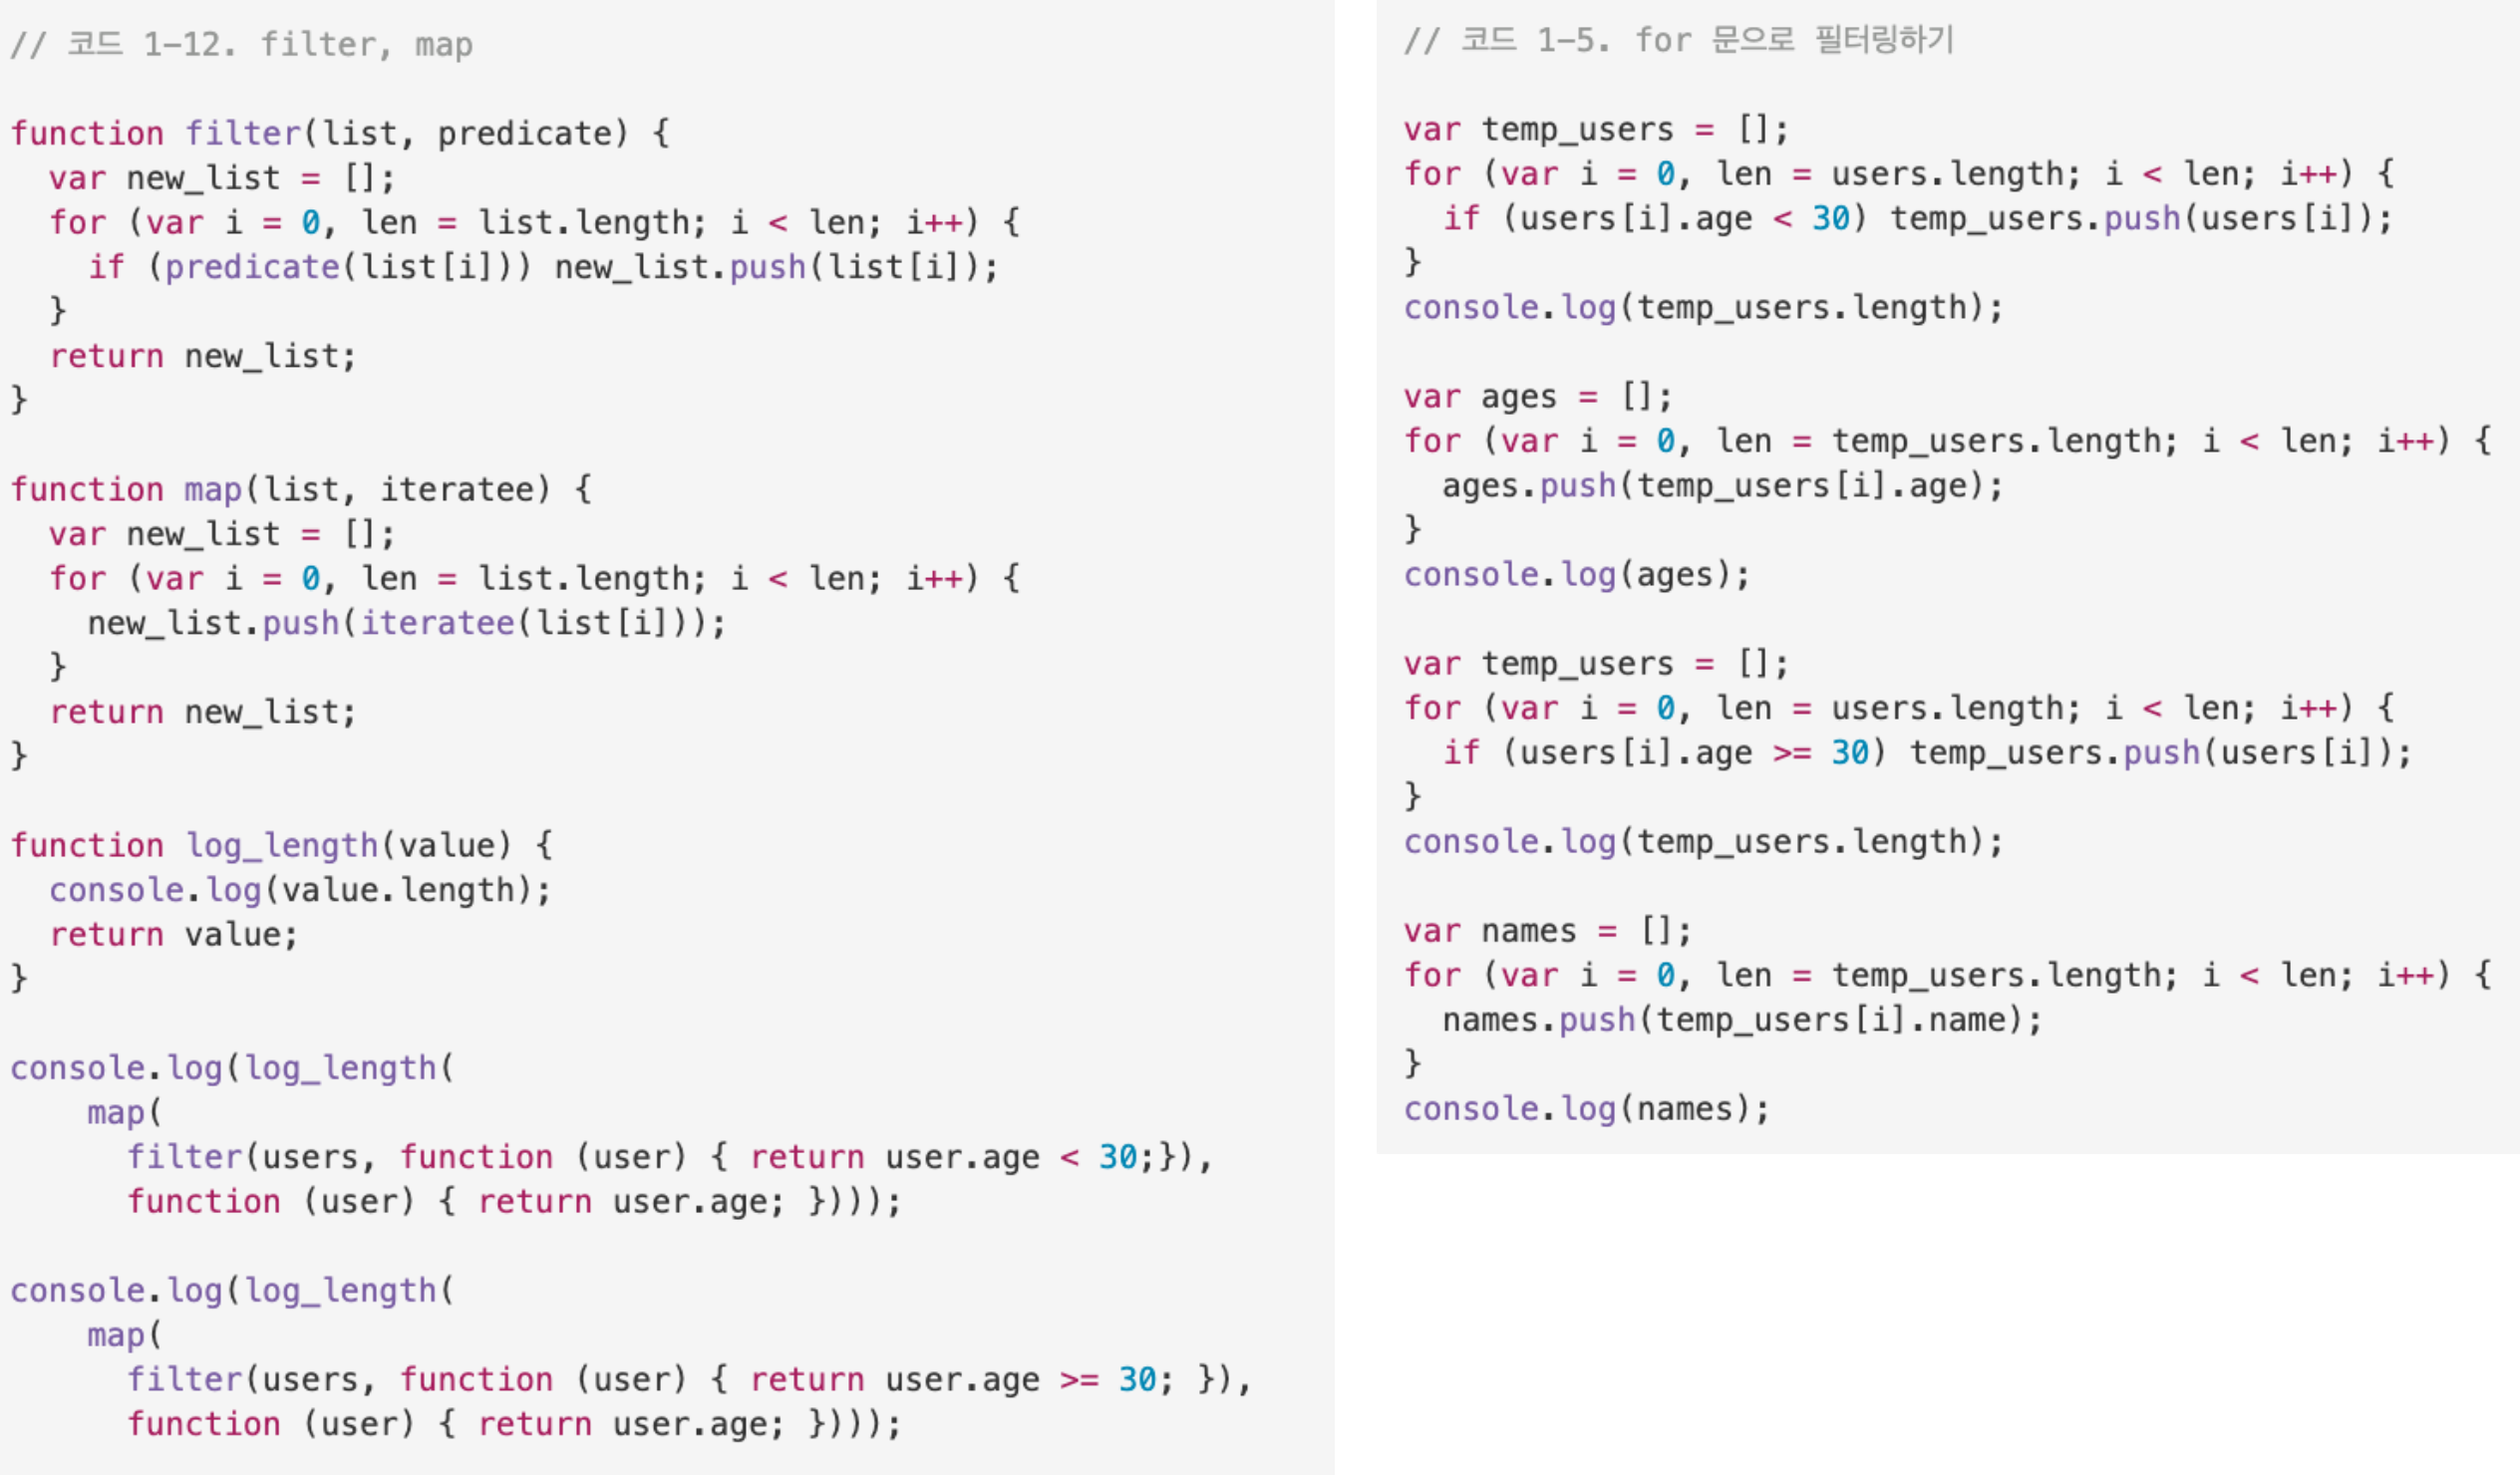 // 코드 1-12. filter, map

function filter(list, predicate) {
  var new_list = [];
  for (var i = 0, len = list.length; i < len; i++) {
    if (predicate(list[i])) new_list.push(list[i]);
  }
  return new_list;
}

function map(list, iteratee) {
  var new_list = [];
  for (var i = 0, len = list.length; i < len; i++) {
    new_list.push(iteratee(list[i]));
  }
  return new_list;
}

function log_length(value) {
  console.log(value.length);
  return value;
}

console.log(log_length(
    map(
      filter(users, function (user) { return user.age < 30;}),
      function (user) { return user.age; })));

console.log(log_length(
    map(
      filter(users, function (user) { return user.age >= 30; }),
      function (user) { return user.age; })));

// 코드 1-5. for 문으로 필터링하기

var temp_users = [];
for (var i = 0, len = users.length; i < len; i++) {
  if (users[i].age < 30) temp_users.push(users[i]);
}
console.log(temp_users.length);

var ages = [];
for (var i = 0, len = temp_users.length; i < len; i++) {
  ages.push(temp_users[i].age);
}
console.log(ages);

var temp_users = [];
for (var i = 0, len = users.length; i < len; i++) {
  if (users[i].age >= 30) temp_users.push(users[i]);
}
console.log(temp_users.length);

var names = [];
for (var i = 0, len = temp_users.length; i < len; i++) {
  names.push(temp_users[i].name);
}
console.log(names);